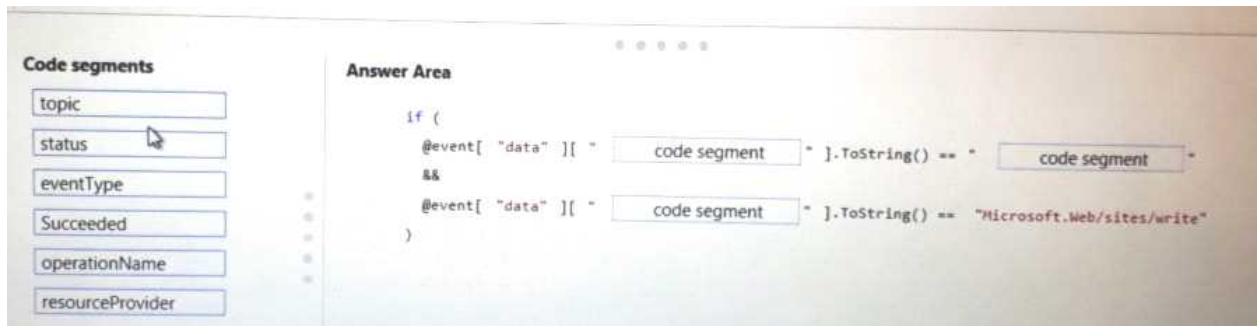 Code segments
topic
status
eventType
Succeeded
operationName
resourceProvider
Answer Area
if (
@event[ "data" ][ " code segment " ].ToString() == " code segment "
&&
@event[ "data" ][ " code segment " ].ToString() == "Microsoft.Web/sites/write"
)